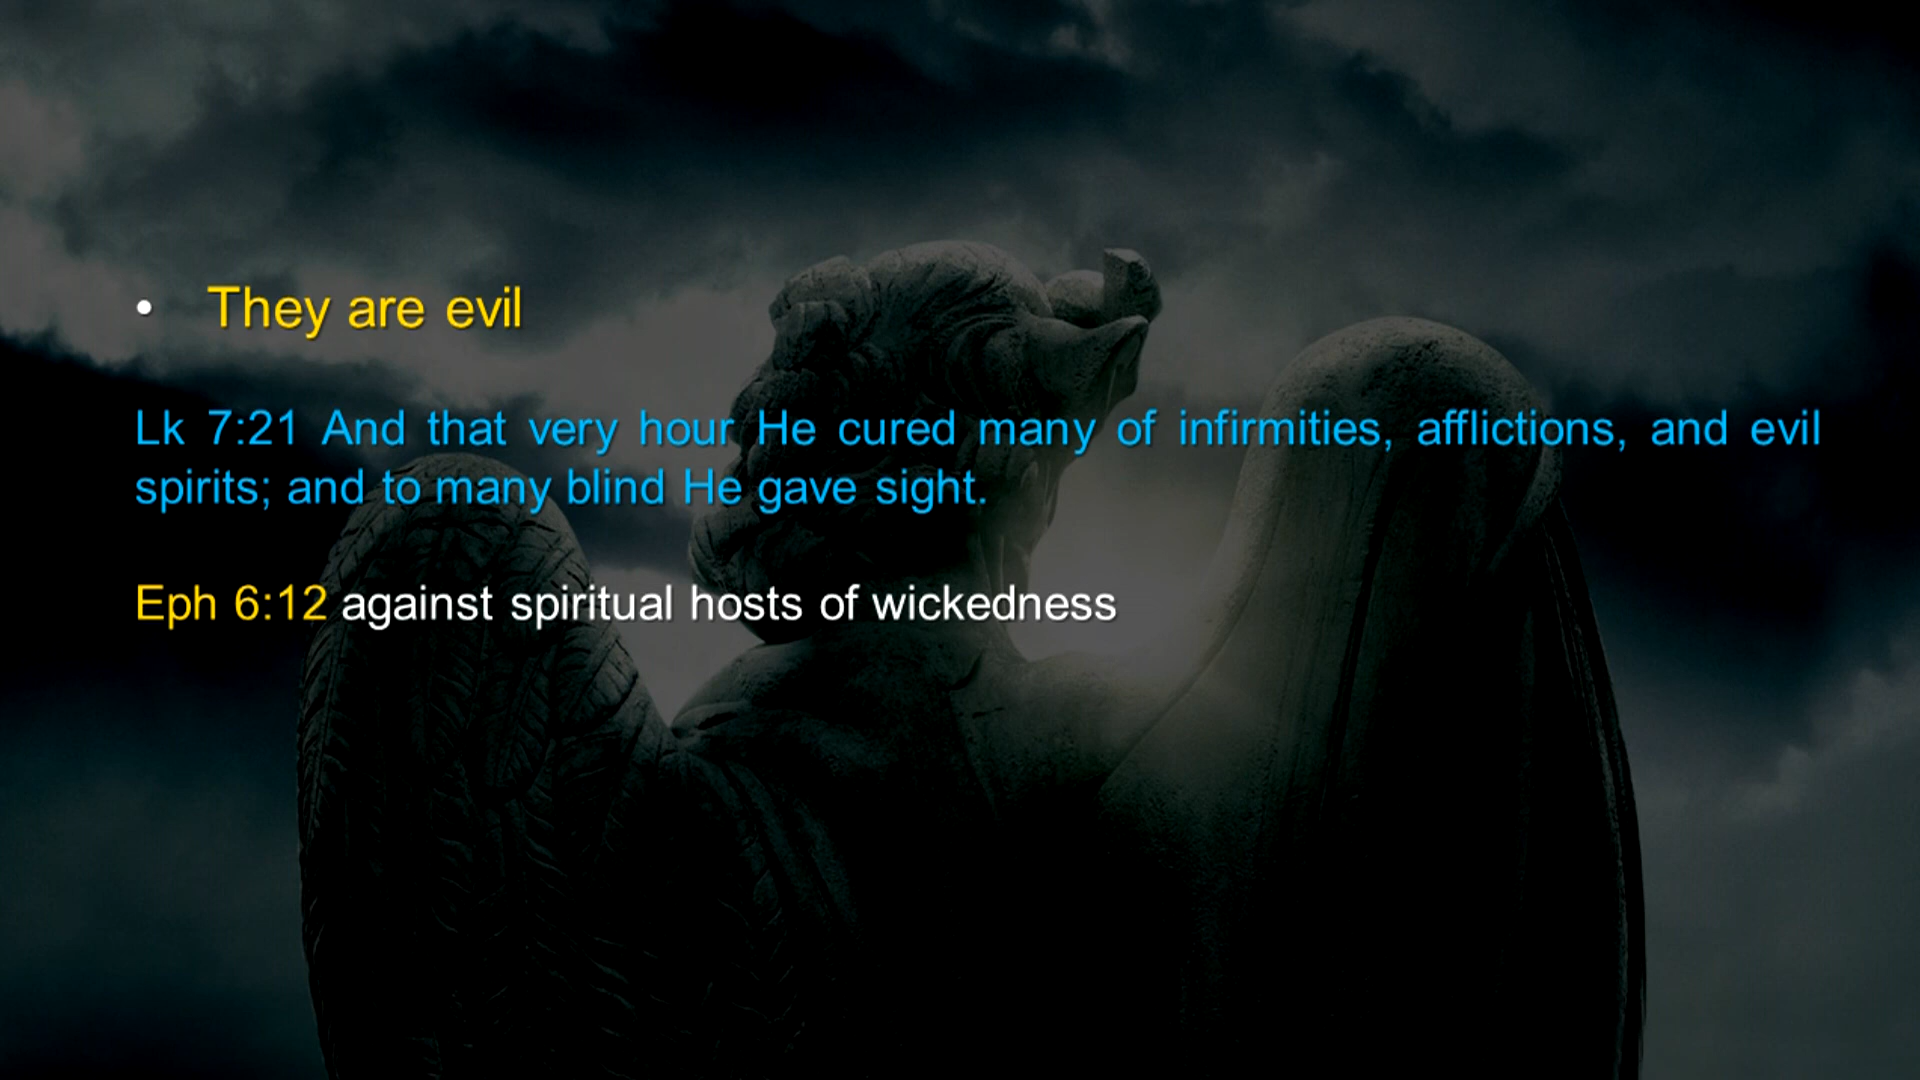 • They are evil
Lk 7:21 And that very hour He cured many of infirmities, afflictions, and evil
spirits; and to many blind He gave sight.
Eph 6:12 against spiritual hosts of wickedness